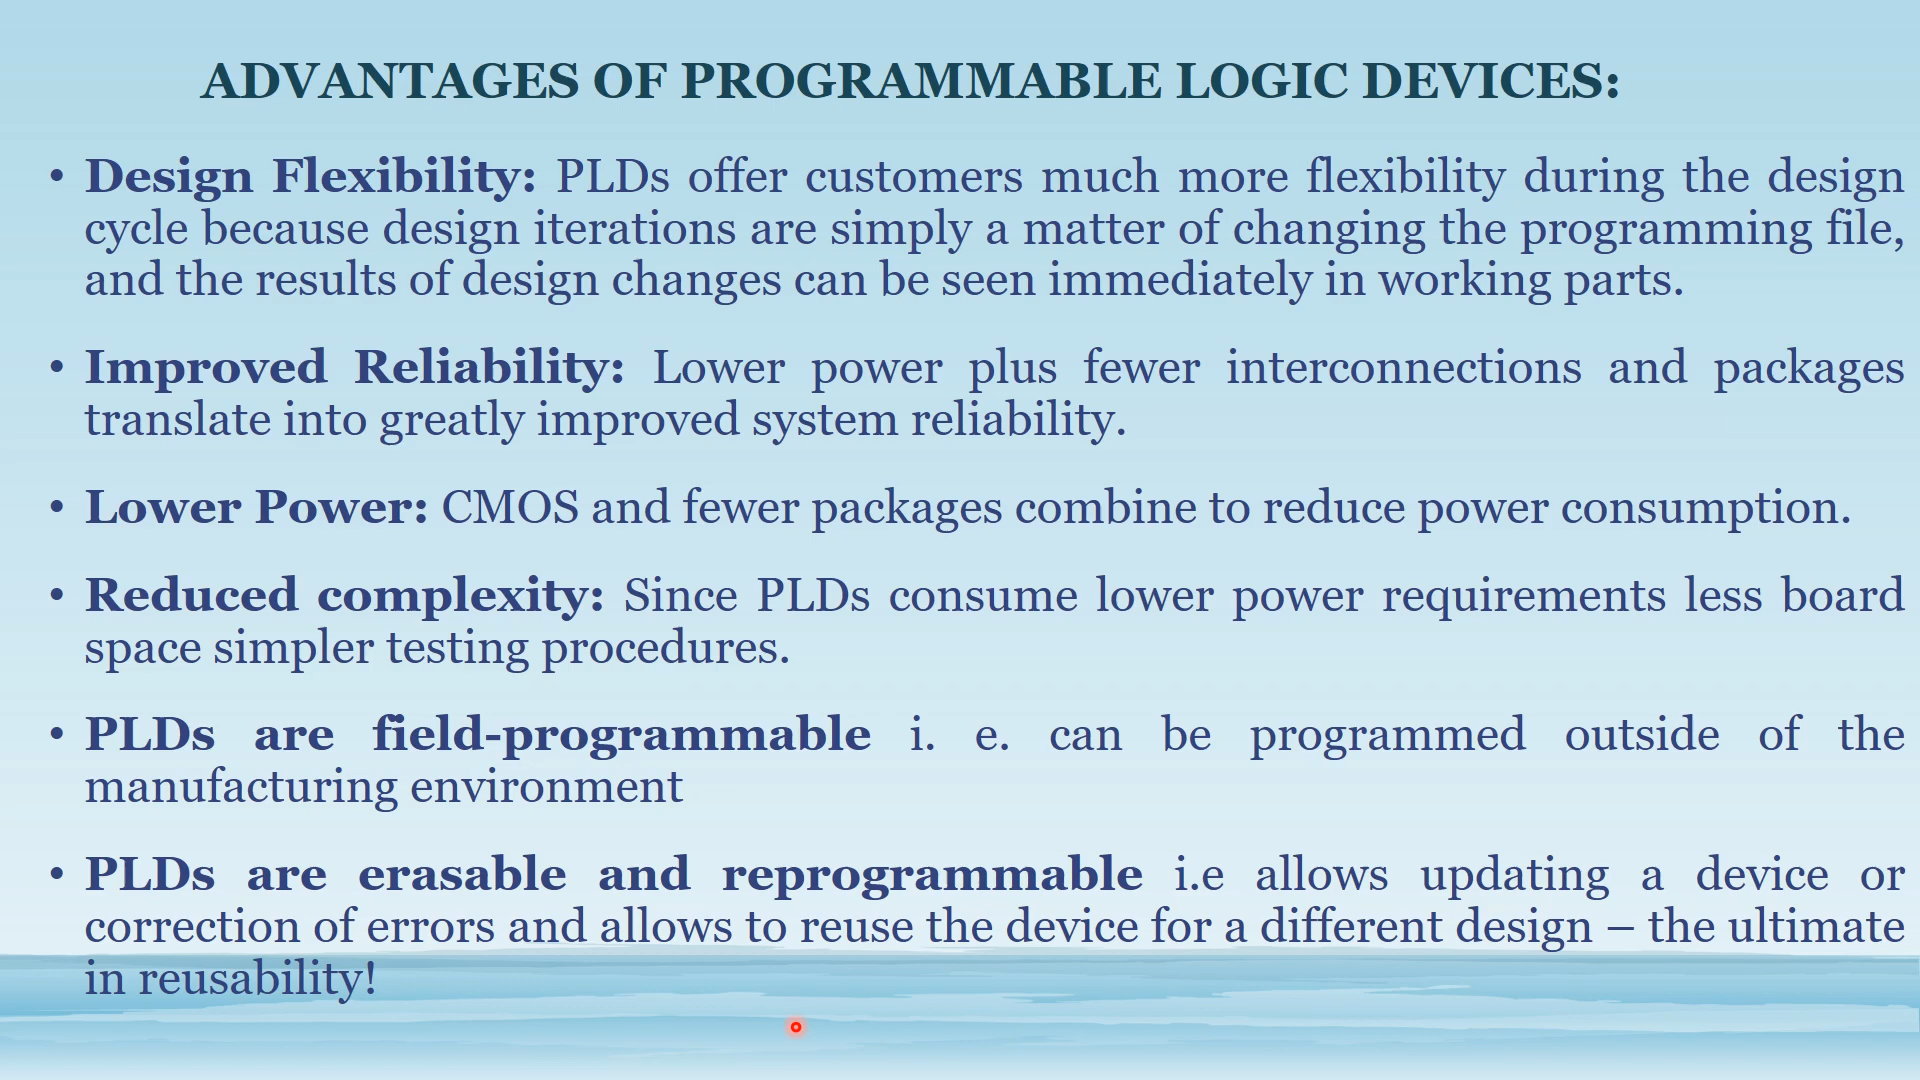 ADVANTAGES OF PROGRAMMABLE LOGIC DEVICES:
• Design Flexibility: PLDs offer customers much more flexibility during the design
cycle because design iterations are simply a matter of changing the programming file,
and the results of design changes can be seen immediately in working parts.
• Improved Reliability: Lower power plus fewer interconnections and packages
translate into greatly improved system reliability.
• Lower Power: CMOS and fewer packages combine to reduce power consumption.
• Reduced complexity: Since PLDs consume lower power requirements less board
space simpler testing procedures.
• PLDs are field-programmable i. e. can be programmed outside of the
manufacturing environment
• PLDs are erasable and reprogrammable i.e allows updating a device or
correction of errors and allows to reuse the device for a different design – the ultimate
in reusability!